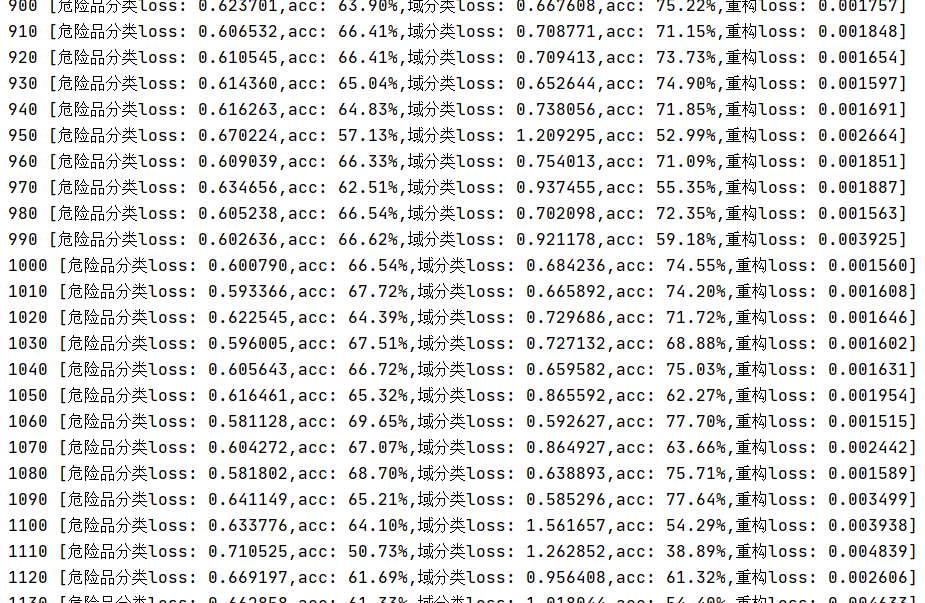 900 [危险品分类loss: 0.623701,acc: 63.90%,域分类loss: 0.667608,acc: 75.22%,重构loss: 0.001757]
910 [危险品分类loss: 0.606532,acc: 66.41%,域分类loss: 0.708771,acc: 71.15%,重构loss: 0.001848]
920 [危险品分类loss: 0.610545,acc: 66.41%,域分类loss: 0.709413,acc: 73.73%,重构loss: 0.001654]
930 [危险品分类loss: 0.614360,acc: 65.04%,域分类loss: 0.652644,acc: 74.90%,重构loss: 0.001597]
940 [危险品分类loss: 0.616263,acc: 64.83%,域分类loss: 0.738056,acc: 71.85%,重构loss: 0.001691]
950 [危险品分类loss: 0.670224,acc: 57.13%,域分类loss: 1.209295,acc: 52.99%,重构loss: 0.002664]
960 [危险品分类loss: 0.609039,acc: 66.33%,域分类loss: 0.754013,acc: 71.09%,重构loss: 0.001851]
970 [危险品分类loss: 0.634656,acc: 62.51%,域分类loss: 0.937455,acc: 55.35%,重构loss: 0.001887]
980 [危险品分类loss: 0.605238,acc: 66.54%,域分类loss: 0.702098,acc: 72.35%,重构loss: 0.001563]
990 [危险品分类loss: 0.602636,acc: 66.62%,域分类loss: 0.921178,acc: 59.18%,重构loss: 0.003925]
1000 [危险品分类loss: 0.600790,acc: 66.54%,域分类loss: 0.684236,acc: 74.55%,重构loss: 0.001560]
1010 [危险品分类loss: 0.593366,acc: 67.72%,域分类loss: 0.665892,acc: 74.20%,重构loss: 0.001608]
1020 [危险品分类loss: 0.622545,acc: 64.39%,域分类loss: 0.729686,acc: 71.72%,重构loss: 0.001646]
1030 [危险品分类loss: 0.596005,acc: 67.51%,域分类loss: 0.727132,acc: 68.88%,重构loss: 0.001602]
1040 [危险品分类loss: 0.605643,acc: 66.72%,域分类loss: 0.659582,acc: 75.03%,重构loss: 0.001631]
1050 [危险品分类loss: 0.616461,acc: 65.32%,域分类loss: 0.865592,acc: 62.27%,重构loss: 0.001954]
1060 [危险品分类loss: 0.581128,acc: 69.65%,域分类loss: 0.592627,acc: 77.70%,重构loss: 0.001515]
1070 [危险品分类loss: 0.604272,acc: 67.07%,域分类loss: 0.864927,acc: 63.66%,重构loss: 0.002442]
1080 [危险品分类loss: 0.581802,acc: 68.70%,域分类loss: 0.638893,acc: 75.71%,重构loss: 0.001589]
1090 [危险品分类loss: 0.641149,acc: 65.21%,域分类loss: 0.585296,acc: 77.64%,重构loss: 0.003499]
1100 [危险品分类loss: 0.633776,acc: 64.10%,域分类loss: 1.561657,acc: 54.29%,重构loss: 0.003938]
1110 [危险品分类loss: 0.710525,acc: 50.73%,域分类loss: 1.262852,acc: 38.89%,重构loss: 0.004839]
1120 [危险品分类loss: 0.669197,acc: 61.69%,域分类loss: 0.956408,acc: 61.32%,重构loss: 0.002606]
1130 [危险品分类loss: 0.662858,acc: 61.33%,域分类loss: 1.018044,acc: 54.40%,重构loss: 0.004633]